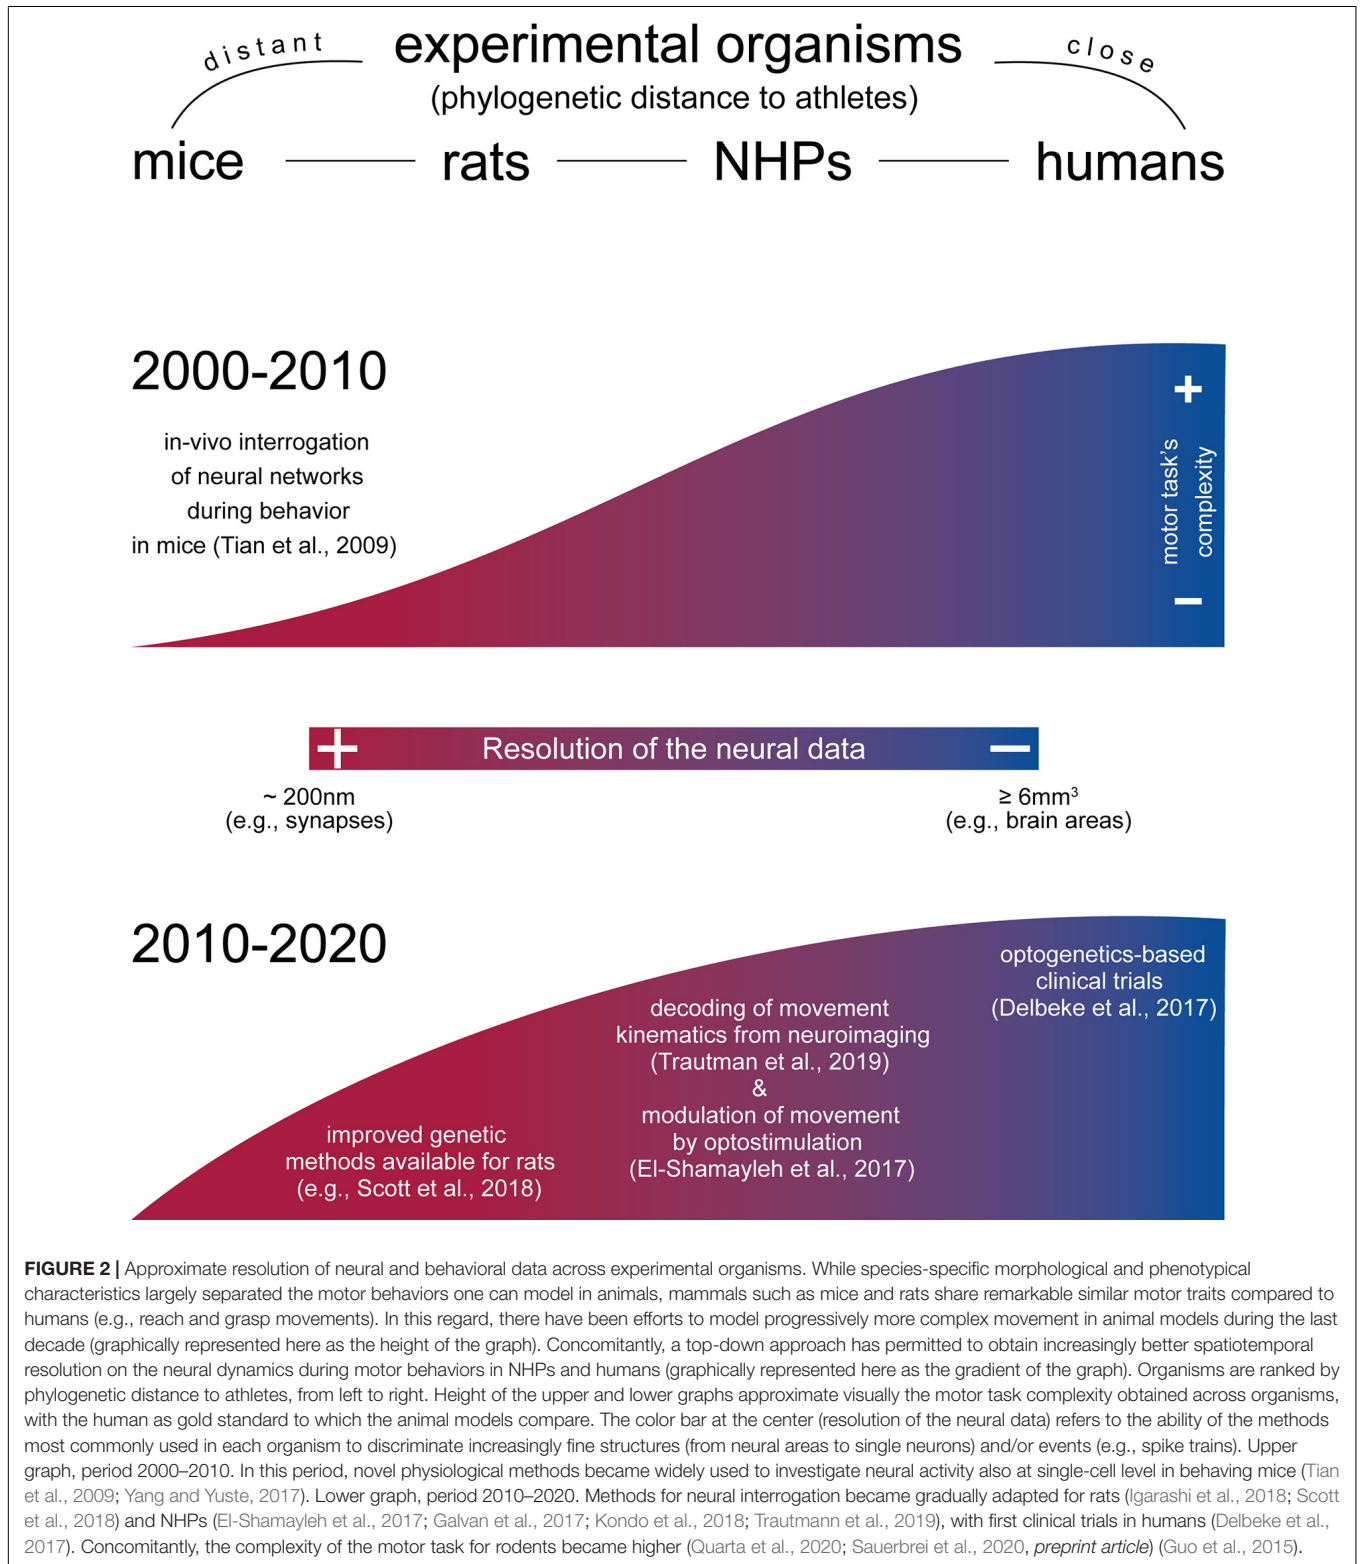 distant
experimental organisms
close
(phylogenetic distance to athletes)
mice
rats
NHPs
humans
2000-2010
in-vivo interrogation
of neural networks
during behavior
in mice (Tian et al., 2009)
+
motor task's
complexity
−
+ Resolution of the neural data −
~ 200nm
(e.g., synapses)
≥ 6mm³
(e.g., brain areas)
2010-2020
optogenetics-based
clinical trials
(Delbeke et al., 2017)
decoding of movement
kinematics from neuroimaging
(Trautman et al., 2019)
&
modulation of movement
by optostimulation
(El-Shamayleh et al., 2017)
improved genetic
methods available for rats
(e.g., Scott et al., 2018)
FIGURE 2 | Approximate resolution of neural and behavioral data across experimental organisms. While species-specific morphological and phenotypical
characteristics largely separated the motor behaviors one can model in animals, mammals such as mice and rats share remarkable similar motor traits compared to
humans (e.g., reach and grasp movements). In this regard, there have been efforts to model progressively more complex movement in animal models during the last
decade (graphically represented here as the height of the graph). Concomitantly, a top-down approach has permitted to obtain increasingly better spatiotemporal
resolution on the neural dynamics during motor behaviors in NHPs and humans (graphically represented here as the gradient of the graph). Organisms are ranked by
phylogenetic distance to athletes, from left to right. Height of the upper and lower graphs approximate visually the motor task complexity obtained across organisms,
with the human as gold standard to which the animal models compare. The color bar at the center (resolution of the neural data) refers to the ability of the methods
most commonly used in each organism to discriminate increasingly fine structures (from neural areas to single neurons) and/or events (e.g., spike trains). Upper
graph, period 2000–2010. In this period, novel physiological methods became widely used to investigate neural activity also at single-cell level in behaving mice (Tian
et al., 2009; Yang and Yuste, 2017). Lower graph, period 2010–2020. Methods for neural interrogation became gradually adapted for rats (Igarashi et al., 2018; Scott
et al., 2018) and NHPs (El-Shamayleh et al., 2017; Galvan et al., 2017; Kondo et al., 2018; Trautmann et al., 2019), with first clinical trials in humans (Delbeke et al.,
2017). Concomitantly, the complexity of the motor task for rodents became higher (Quarta et al., 2020; Sauerbrei et al., 2020, preprint article) (Guo et al., 2015).